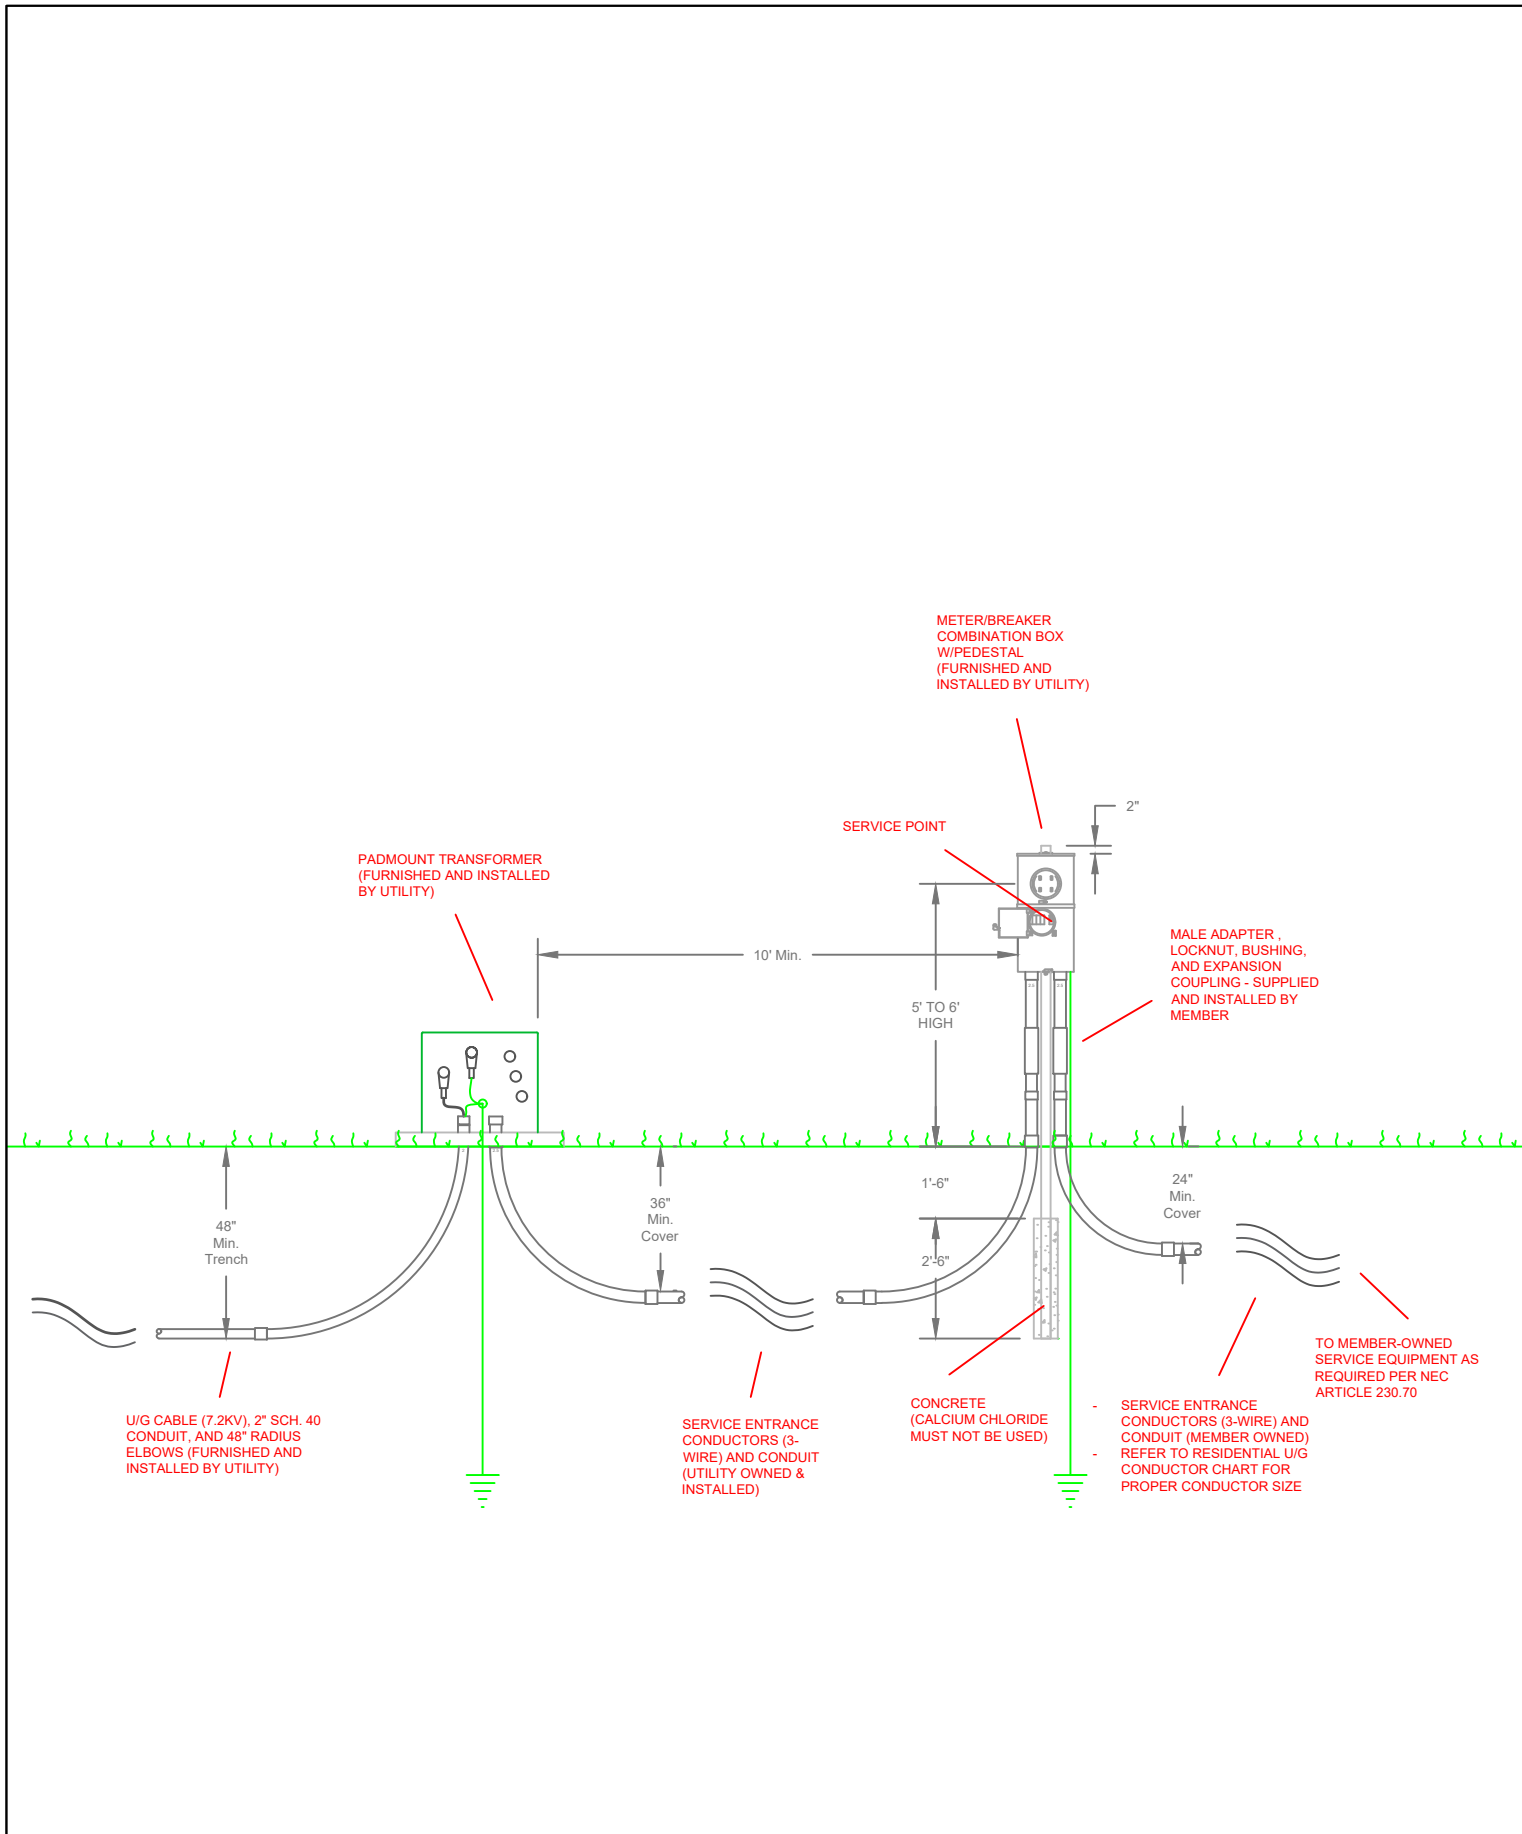 METER/BREAKER
COMBINATION BOX
W/PEDESTAL
(FURNISHED AND
INSTALLED BY UTILITY)
2"
SERVICE POINT
PADMOUNT TRANSFORMER
(FURNISHED AND INSTALLED
BY UTILITY)
10' Min.
MALE ADAPTER ,
LOCKNUT, BUSHING,
AND EXPANSION
COUPLING - SUPPLIED
AND INSTALLED BY
MEMBER
5' TO 6'
HIGH
48"
Min.
Trench
36"
Min.
Cover
1'-6"
2'-6"
24"
Min.
Cover
U/G CABLE (7.2KV), 2" SCH. 40
CONDUIT, AND 48" RADIUS
ELBOWS (FURNISHED AND
INSTALLED BY UTILITY)
SERVICE ENTRANCE
CONDUCTORS (3-
WIRE) AND CONDUIT
(UTILITY OWNED &
INSTALLED)
CONCRETE
(CALCIUM CHLORIDE
MUST NOT BE USED)
- SERVICE ENTRANCE
CONDUCTORS (3-WIRE) AND
CONDUIT (MEMBER OWNED)
- REFER TO RESIDENTIAL U/G
CONDUCTOR CHART FOR
PROPER CONDUCTOR SIZE
TO MEMBER-OWNED
SERVICE EQUIPMENT AS
REQUIRED PER NEC
ARTICLE 230.70